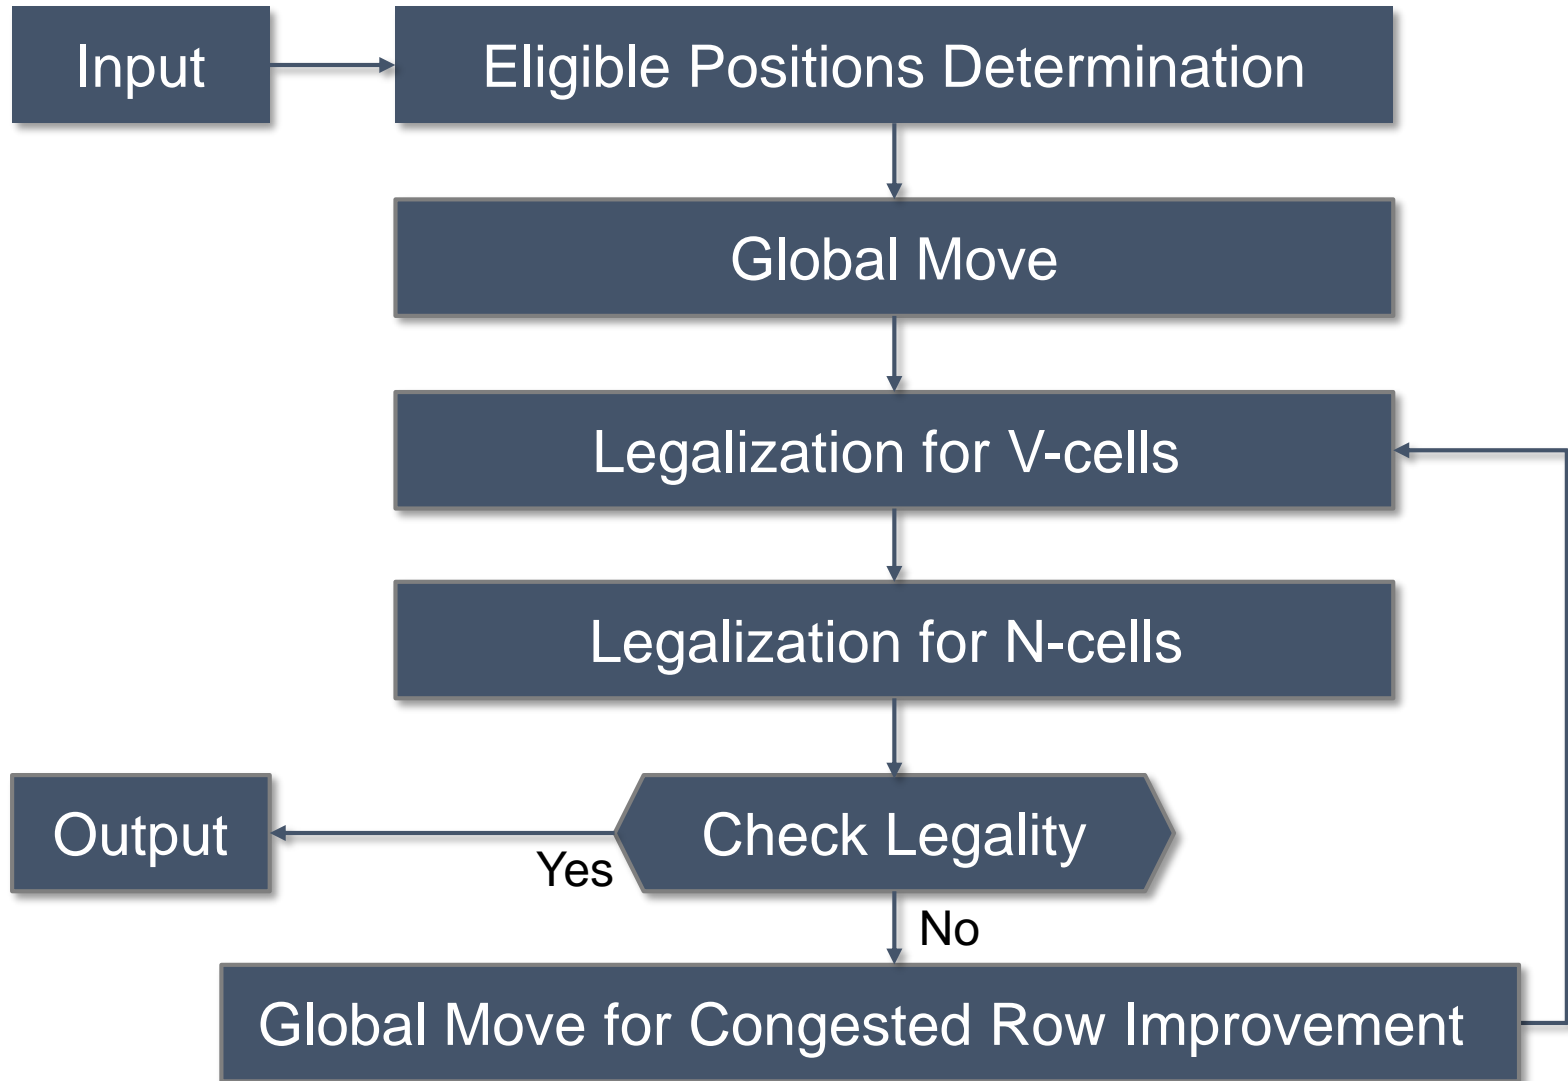 Input
Eligible Positions Determination
Global Move
Legalization for V-cells
Legalization for N-cells
Output
Yes
Check Legality
No
Global Move for Congested Row Improvement